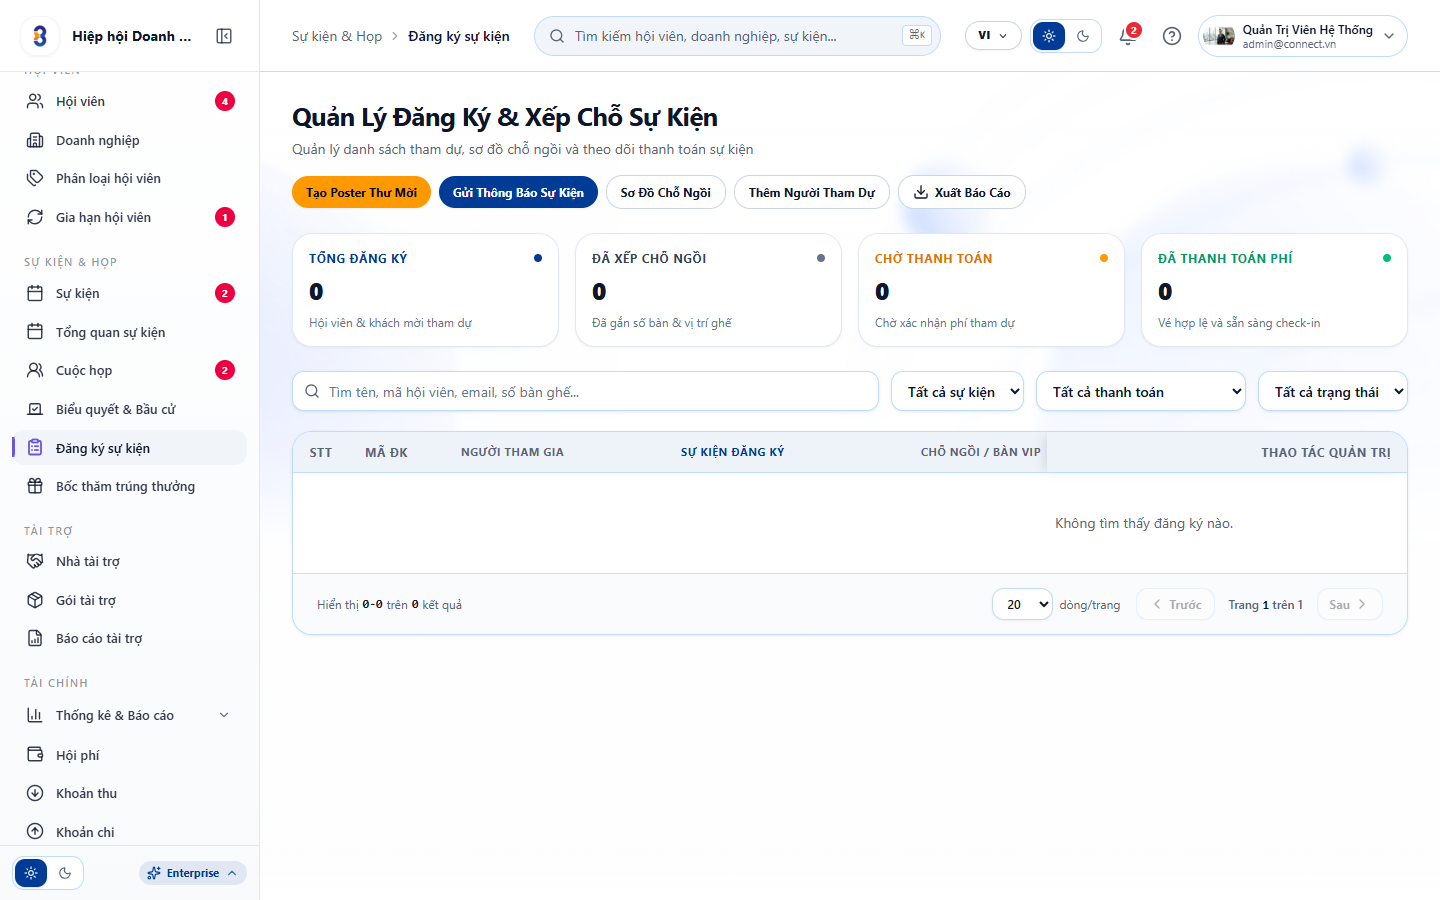 Hiệp hội Doanh ...
Sự kiện & Họp > Đăng ký sự kiện
Tìm kiếm hội viên, doanh nghiệp, sự kiện...
⌘K
VI
2
Quản Trị Viên Hệ Thống
admin@connect.vn
HỘI VIÊN
Hội viên
4
Doanh nghiệp
Phân loại hội viên
Gia hạn hội viên
1
SỰ KIỆN & HỌP
Sự kiện
2
Tổng quan sự kiện
Cuộc họp
2
Biểu quyết & Bầu cử
Đăng ký sự kiện
Bốc thăm trúng thưởng
TÀI TRỢ
Nhà tài trợ
Gói tài trợ
Báo cáo tài trợ
TÀI CHÍNH
Thống kê & Báo cáo
Hội phí
Khoản thu
Khoản chi
Enterprise
Quản Lý Đăng Ký & Xếp Chỗ Sự Kiện
Quản lý danh sách tham dự, sơ đồ chỗ ngồi và theo dõi thanh toán sự kiện
Tạo Poster Thư Mời
Gửi Thông Báo Sự Kiện
Sơ Đồ Chỗ Ngồi
Thêm Người Tham Dự
Xuất Báo Cáo
TỔNG ĐĂNG KÝ
0
Hội viên & khách mời tham dự
ĐÃ XẾP CHỖ NGỒI
0
Đã gắn số bàn & vị trí ghế
CHỜ THANH TOÁN
0
Chờ xác nhận phí tham dự
ĐÃ THANH TOÁN PHÍ
0
Vé hợp lệ và sẵn sàng check-in
Tìm tên, mã hội viên, email, số bàn ghế...
Tất cả sự kiện
Tất cả thanh toán
Tất cả trạng thái
STT
MÃ ĐK
NGƯỜI THAM GIA
SỰ KIỆN ĐĂNG KÝ
CHỖ NGỒI / BÀN VIP
THAO TÁC QUẢN TRỊ
Không tìm thấy đăng ký nào.
Hiển thị 0-0 trên 0 kết quả
20
dòng/trang
Trước
Trang 1 trên 1
Sau